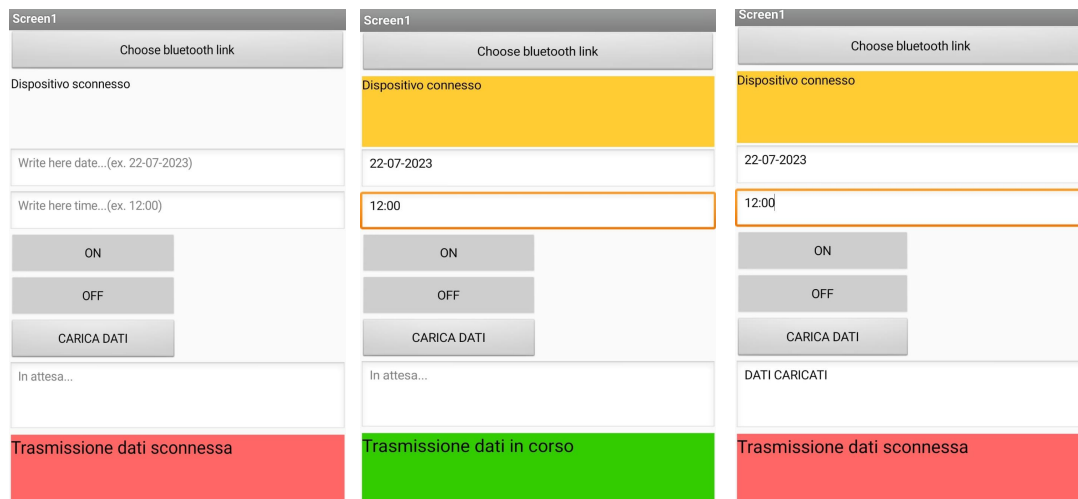 Screen1
Choose bluetooth link
Dispositivo sconnesso
Write here date...(ex. 22-07-2023)
Write here time...(ex. 12:00)
ON
OFF
CARICA DATI
In attesa...
Trasmissione dati sconnessa
Screen1
Choose bluetooth link
Dispositivo connesso
22-07-2023
12:00
ON
OFF
CARICA DATI
In attesa...
Trasmissione dati in corso
Screen1
Choose bluetooth link
Dispositivo connesso
22-07-2023
12:00
ON
OFF
CARICA DATI
DATI CARICATI
Trasmissione dati sconnessa